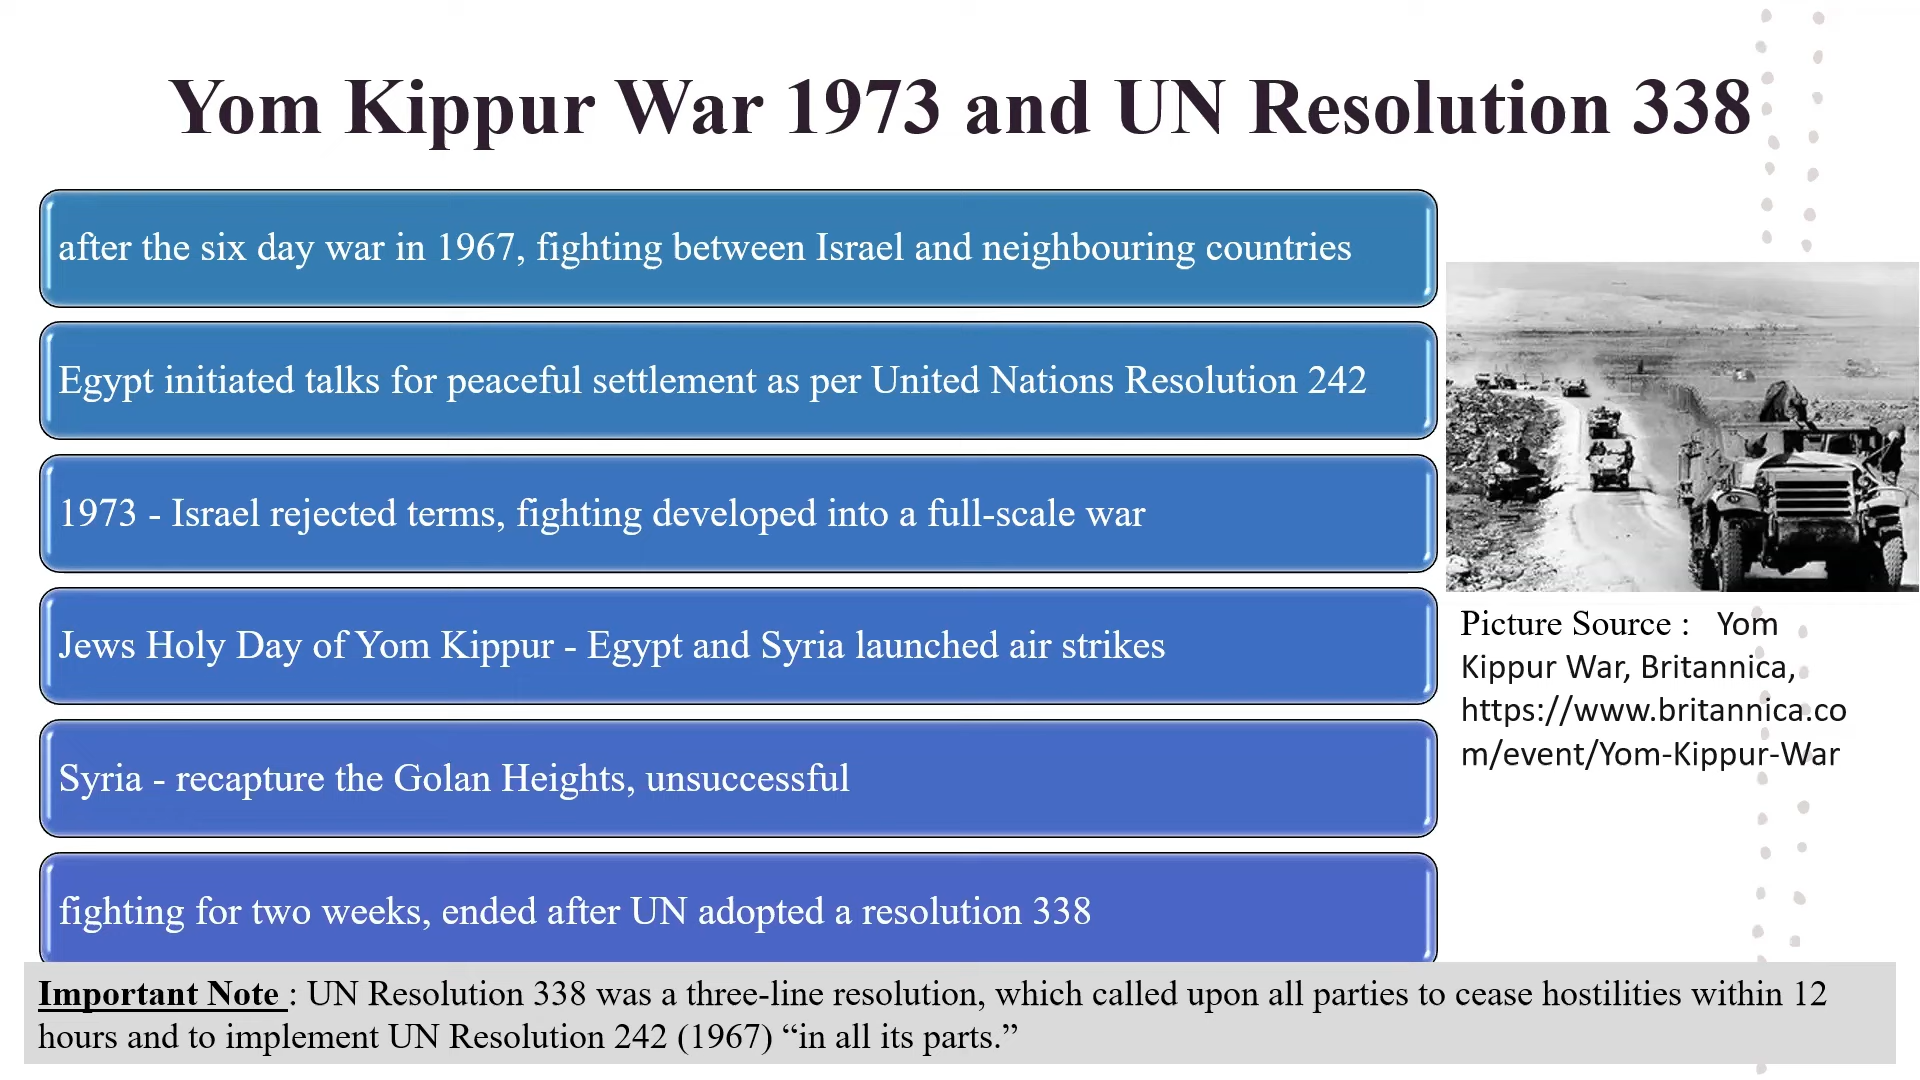 Yom Kippur War 1973 and UN Resolution 338
after the six day war in 1967, fighting between Israel and neighbouring countries
Egypt initiated talks for peaceful settlement as per United Nations Resolution 242
1973 - Israel rejected terms, fighting developed into a full-scale war
Jews Holy Day of Yom Kippur - Egypt and Syria launched air strikes
Syria - recapture the Golan Heights, unsuccessful
fighting for two weeks, ended after UN adopted a resolution 338
Picture Source : Yom
Kippur War, Britannica,
https://www.britannica.co
m/event/Yom-Kippur-War
Important Note : UN Resolution 338 was a three-line resolution, which called upon all parties to cease hostilities within 12
hours and to implement UN Resolution 242 (1967) “in all its parts.”